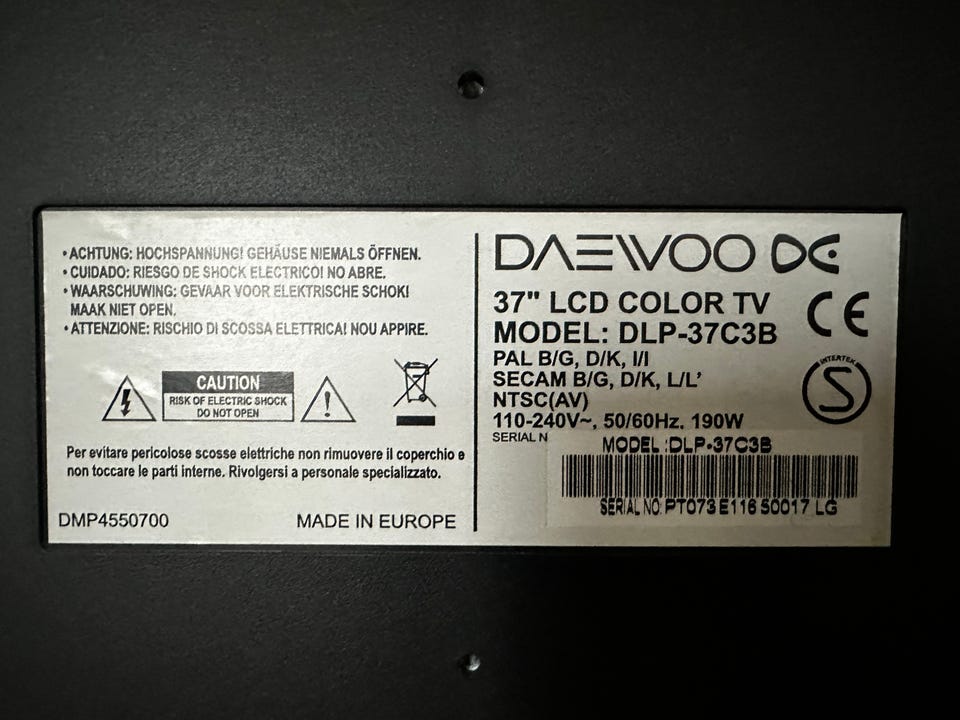 • ACHTUNG: HOCHSPANNUNG! GEHÄUSE NIEMALS ÖFFNEN.
• CUIDADO: RIESGO DE SHOCK ELECTRICO! NO ABRE.
• WAARSCHUWING: GEVAAR VOOR ELEKTRISCHE SCHOK!
MAAK NIET OPEN.
• ATTENZIONE: RISCHIO DI SCOSSA ELETTRICA! NOU APPIRE.
CAUTION
RISK OF ELECTRIC SHOCK
DO NOT OPEN
Per evitare pericolose scosse elettriche non rimuovere il coperchio e
non toccare le parti interne. Rivolgersi a personale specializzato.
DMP4550700 MADE IN EUROPE
DAEWOO DE
37" LCD COLOR TV
MODEL: DLP-37C3B
CE
PAL B/G, D/K, I/I
SECAM B/G, D/K, L/L'
NTSC(AV)
110-240V~, 50/60Hz, 190W
INTERTEK
S
SERIAL N
MODEL :DLP-37C3B
SERIAL NO: PT073E11650017 LG